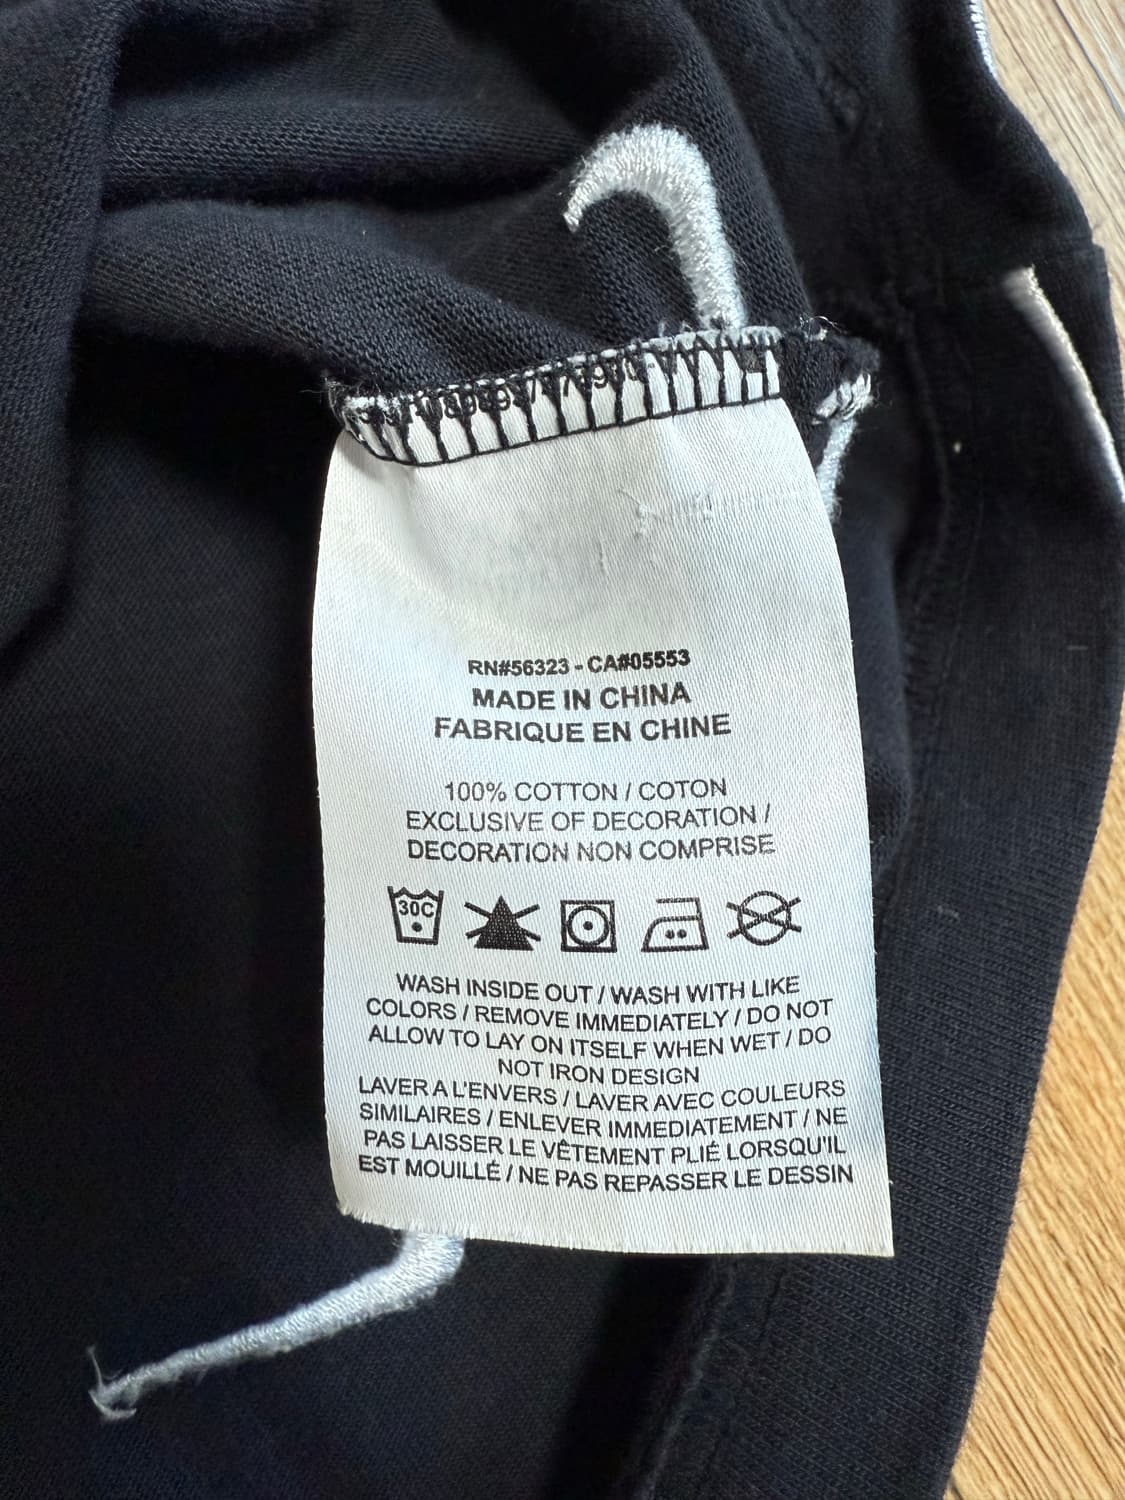 RN#56323 - CA#05553
MADE IN CHINA
FABRIQUE EN CHINE
100% COTTON / COTON
EXCLUSIVE OF DECORATION /
DECORATION NON COMPRISE
30C
WASH INSIDE OUT / WASH WITH LIKE
COLORS / REMOVE IMMEDIATELY / DO NOT
ALLOW TO LAY ON ITSELF WHEN WET / DO
NOT IRON DESIGN
LAVER A L'ENVERS / LAVER AVEC COULEURS
SIMILAIRES / ENLEVER IMMEDIATEMENT / NE
PAS LAISSER LE VÊTEMENT PLIÉ LORSQU'IL
EST MOUILLÉ / NE PAS REPASSER LE DESSIN